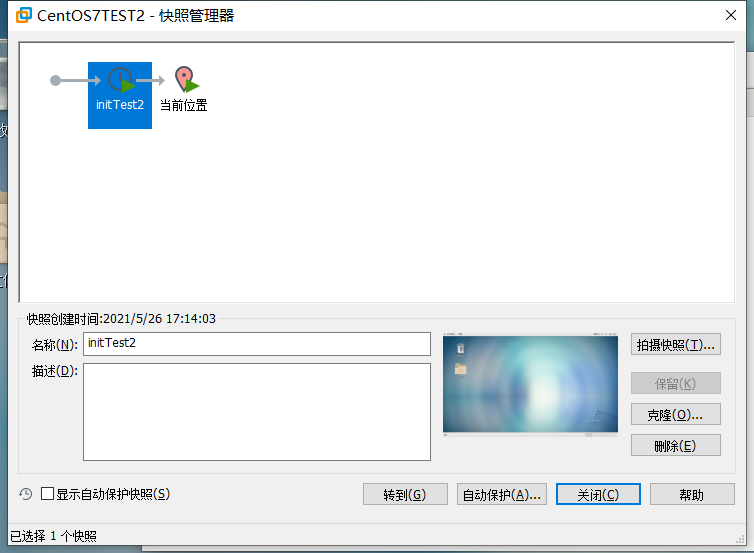 CentOS7TEST2 - 快照管理器
initTest2
当前位置
快照创建时间:2021/5/26 17:14:03
名称(N):
initTest2
拍摄快照(T)...
描述(D):
保留(K)
克隆(O)...
删除(E)
显示自动保护快照(S)
转到(G)
自动保护(A)...
关闭(C)
帮助
已选择 1 个快照